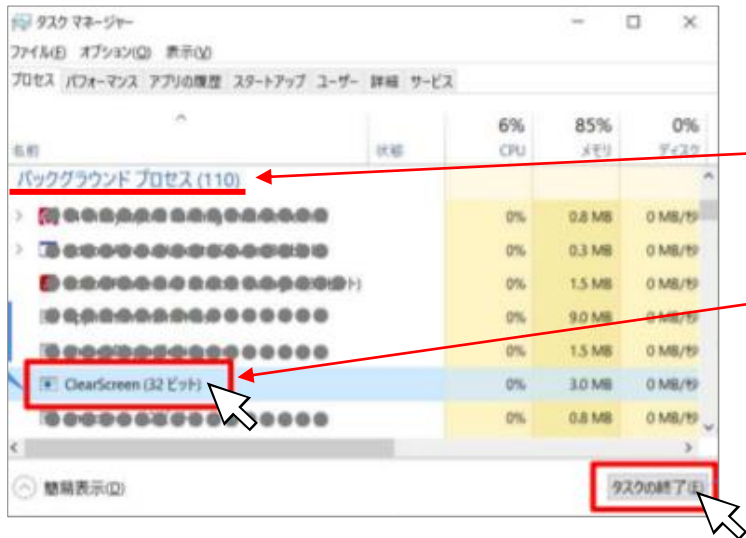 タスク マネージャー
ファイル(F) オプション(O) 表示(V)
プロセス パフォーマンス アプリの履歴 スタートアップ ユーザー 詳細 サービス
6% 85% 0%
名前 状態 CPU メモリ ディスク
バックグラウンド プロセス (110)
0% 0.8 MB 0 MB/秒
0% 0.3 MB 0 MB/秒
ット) 0% 1.5 MB 0 MB/秒
0% 9.0 MB 0 MB/秒
0% 1.5 MB 0 MB/秒
ClearScreen (32 ビット) 0% 3.0 MB 0 MB/秒
0% 0.8 MB 0 MB/秒
簡易表示(D)
タスクの終了(E)